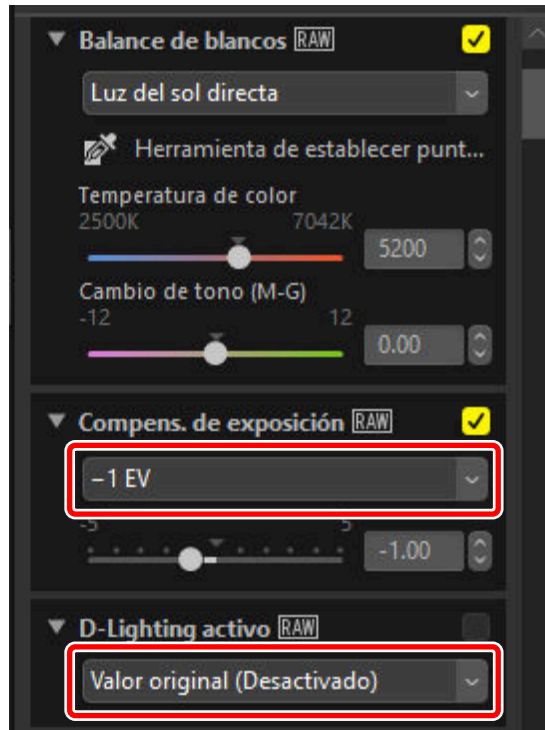 Balance de blancos RAW
Luz del sol directa
Herramienta de establecer punt...
Temperatura de color
2500K 7042K
5200
Cambio de tono (M-G)
-12 12
0.00
Compens. de exposición RAW
−1 EV
-5 5
-1.00
D-Lighting activo RAW
Valor original (Desactivado)